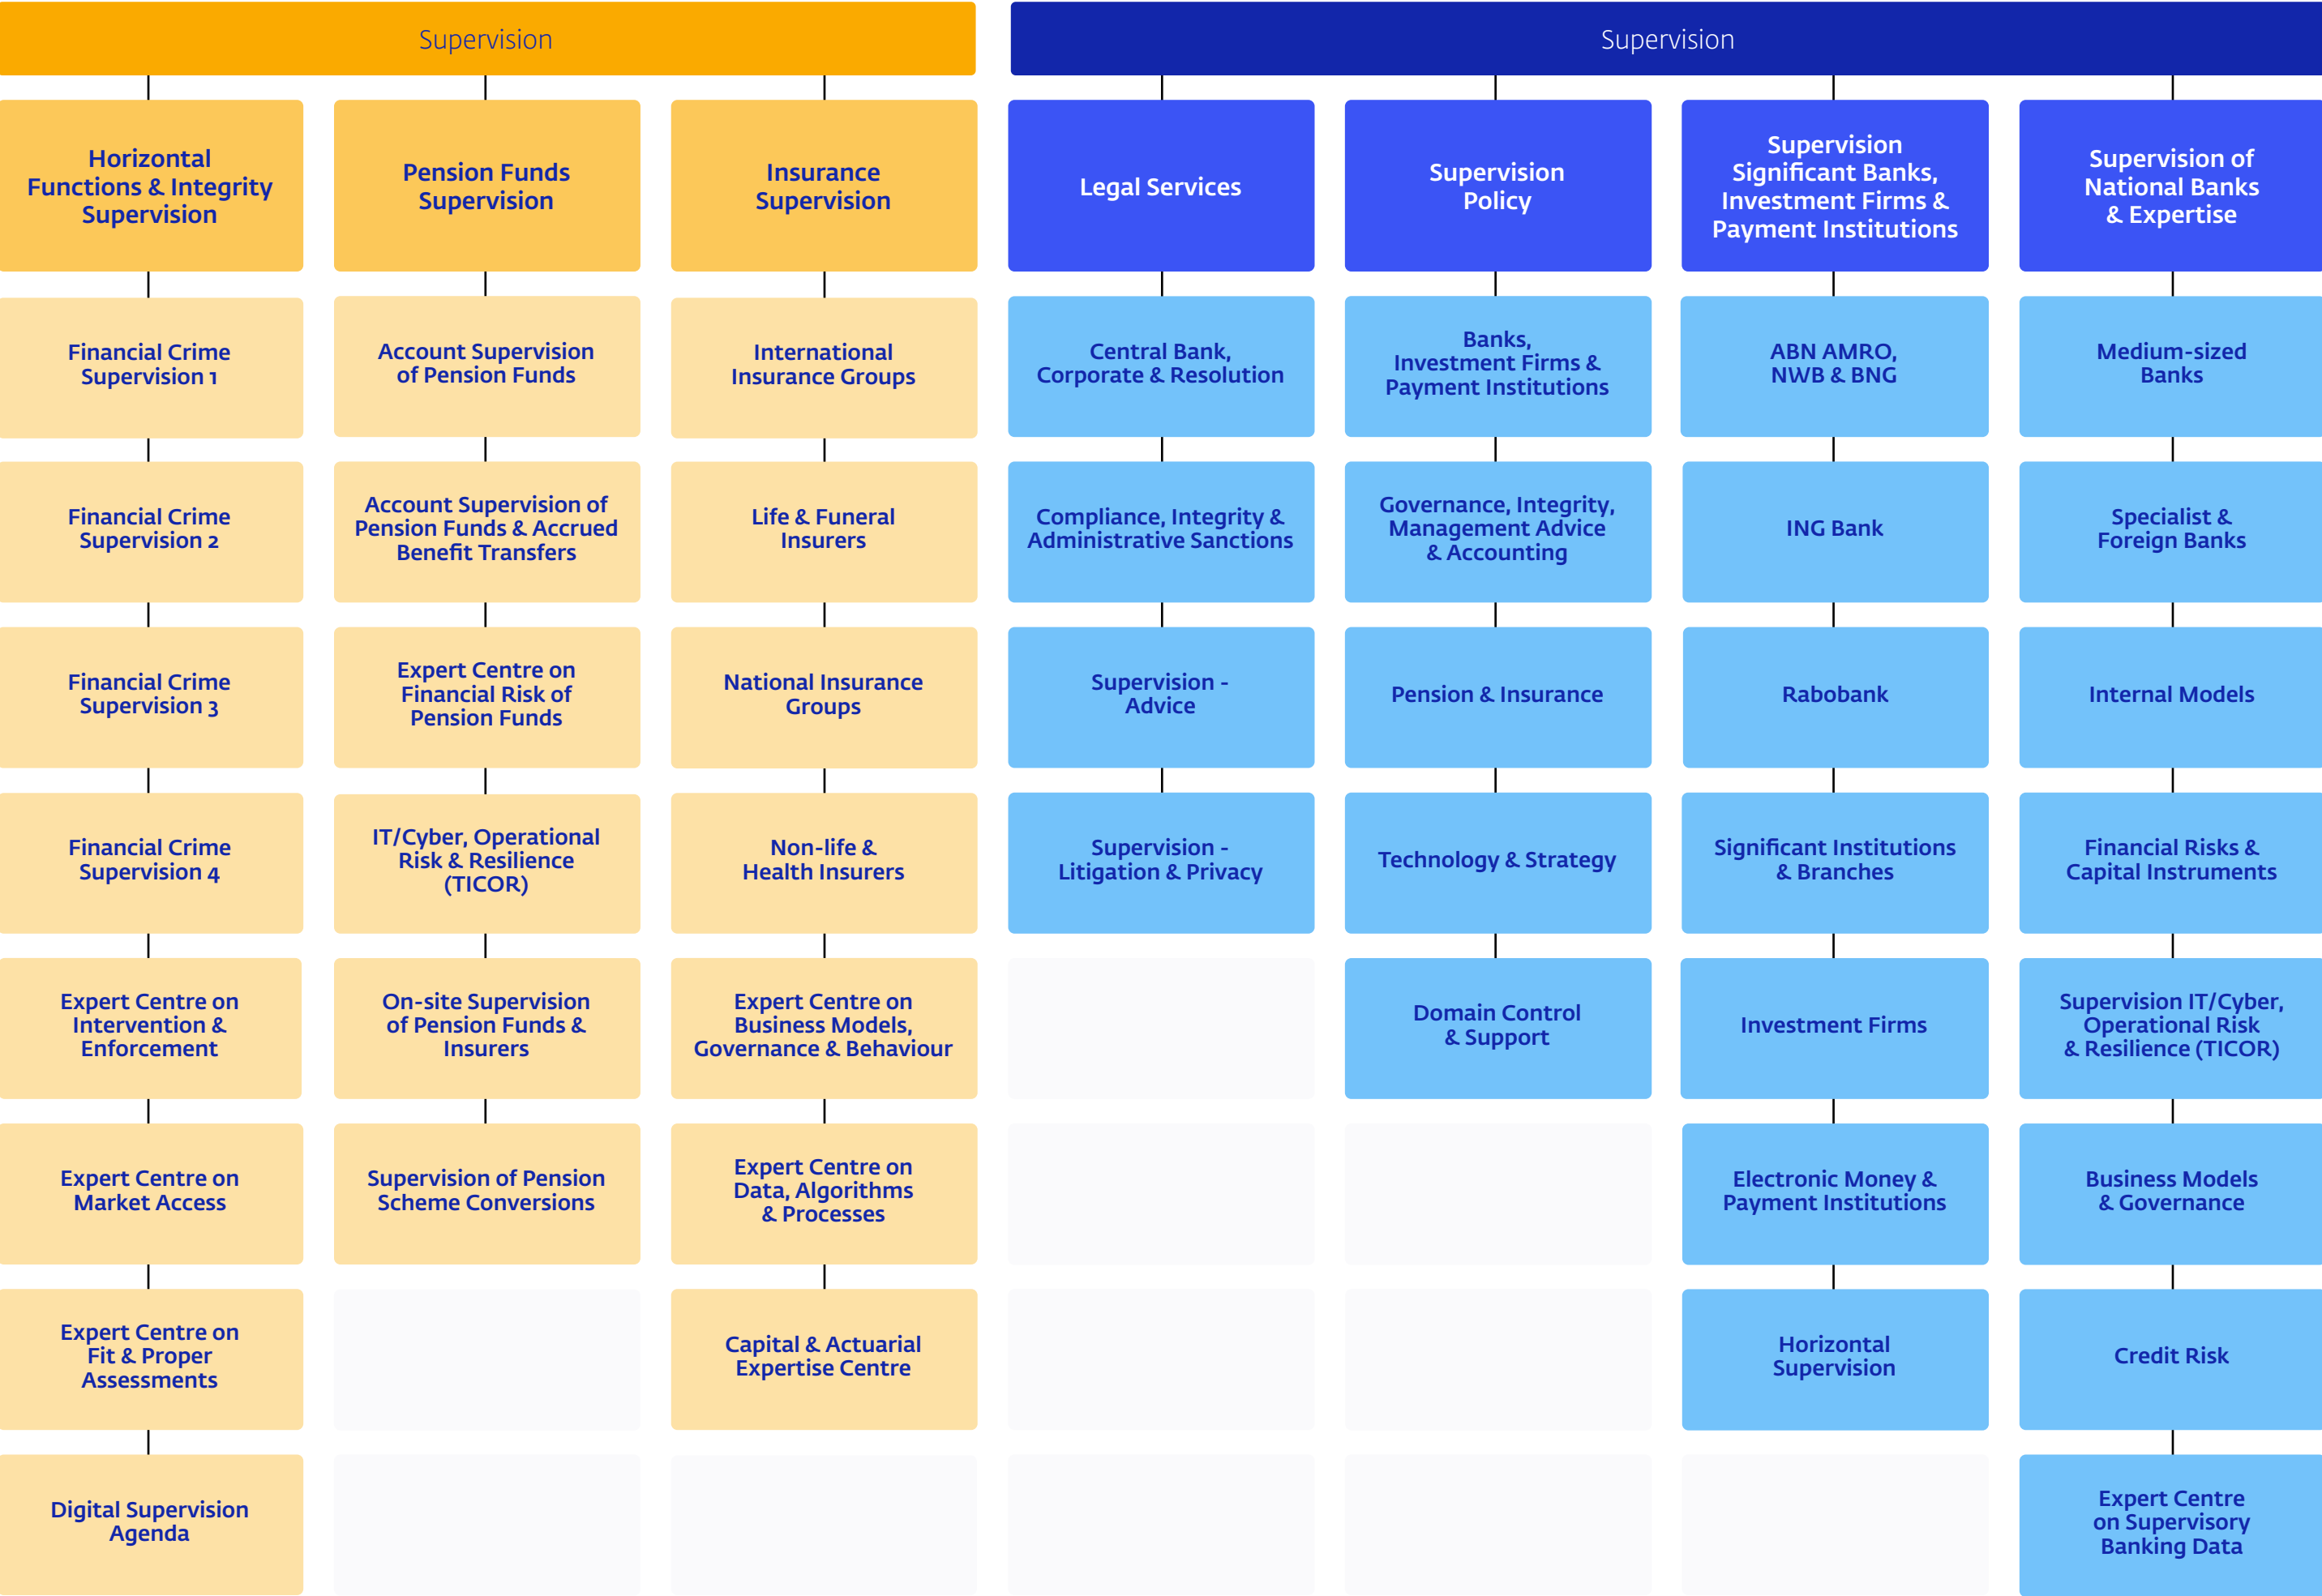 Supervision
Horizontal
Functions & Integrity
Supervision
Financial Crime
Supervision 1
Financial Crime
Supervision 2
Financial Crime
Supervision 3
Financial Crime
Supervision 4
Expert Centre on
Intervention &
Enforcement
Expert Centre on
Market Access
Expert Centre on
Fit & Proper
Assessments
Digital Supervision
Agenda
Pension Funds
Supervision
Account Supervision
of Pension Funds
Account Supervision of
Pension Funds & Accrued
Benefit Transfers
Expert Centre on
Financial Risk of
Pension Funds
IT/Cyber, Operational
Risk & Resilience
(TICOR)
On-site Supervision
of Pension Funds &
Insurers
Supervision of Pension
Scheme Conversions
Insurance
Supervision
International
Insurance Groups
Life & Funeral
Insurers
National Insurance
Groups
Non-life &
Health Insurers
Expert Centre on
Business Models,
Governance & Behaviour
Expert Centre on
Data, Algorithms
& Processes
Capital & Actuarial
Expertise Centre
Supervision
Legal Services
Central Bank,
Corporate & Resolution
Compliance, Integrity &
Administrative Sanctions
Supervision -
Advice
Supervision -
Litigation & Privacy
Supervision
Policy
Banks,
Investment Firms &
Payment Institutions
Governance, Integrity,
Management Advice
& Accounting
Pension & Insurance
Technology & Strategy
Domain Control
& Support
Supervision
Significant Banks,
Investment Firms &
Payment Institutions
ABN AMRO,
NWB & BNG
ING Bank
Rabobank
Significant Institutions
& Branches
Investment Firms
Electronic Money &
Payment Institutions
Horizontal
Supervision
Supervision of
National Banks
& Expertise
Medium-sized
Banks
Specialist &
Foreign Banks
Internal Models
Financial Risks &
Capital Instruments
Supervision IT/Cyber,
Operational Risk
& Resilience (TICOR)
Business Models
& Governance
Credit Risk
Expert Centre
on Supervisory
Banking Data